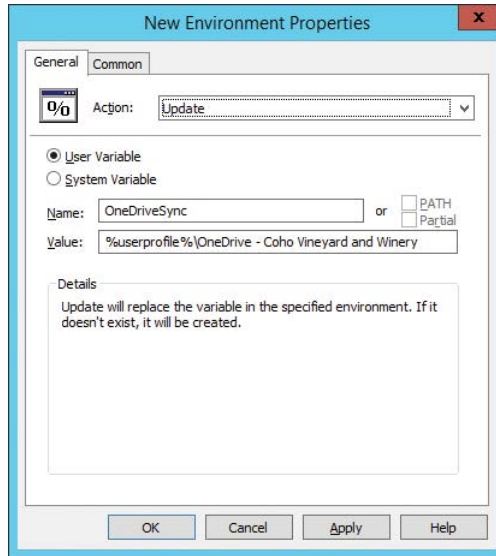 New Environment Properties
x
General Common
% Action: Update
User Variable
System Variable
Name: OneDriveSync or PATH
Partial
Value: %userprofile%\OneDrive - Coho Vineyard and Winery
Details
Update will replace the variable in the specified environment. If it
doesn't exist, it will be created.
OK Cancel Apply Help